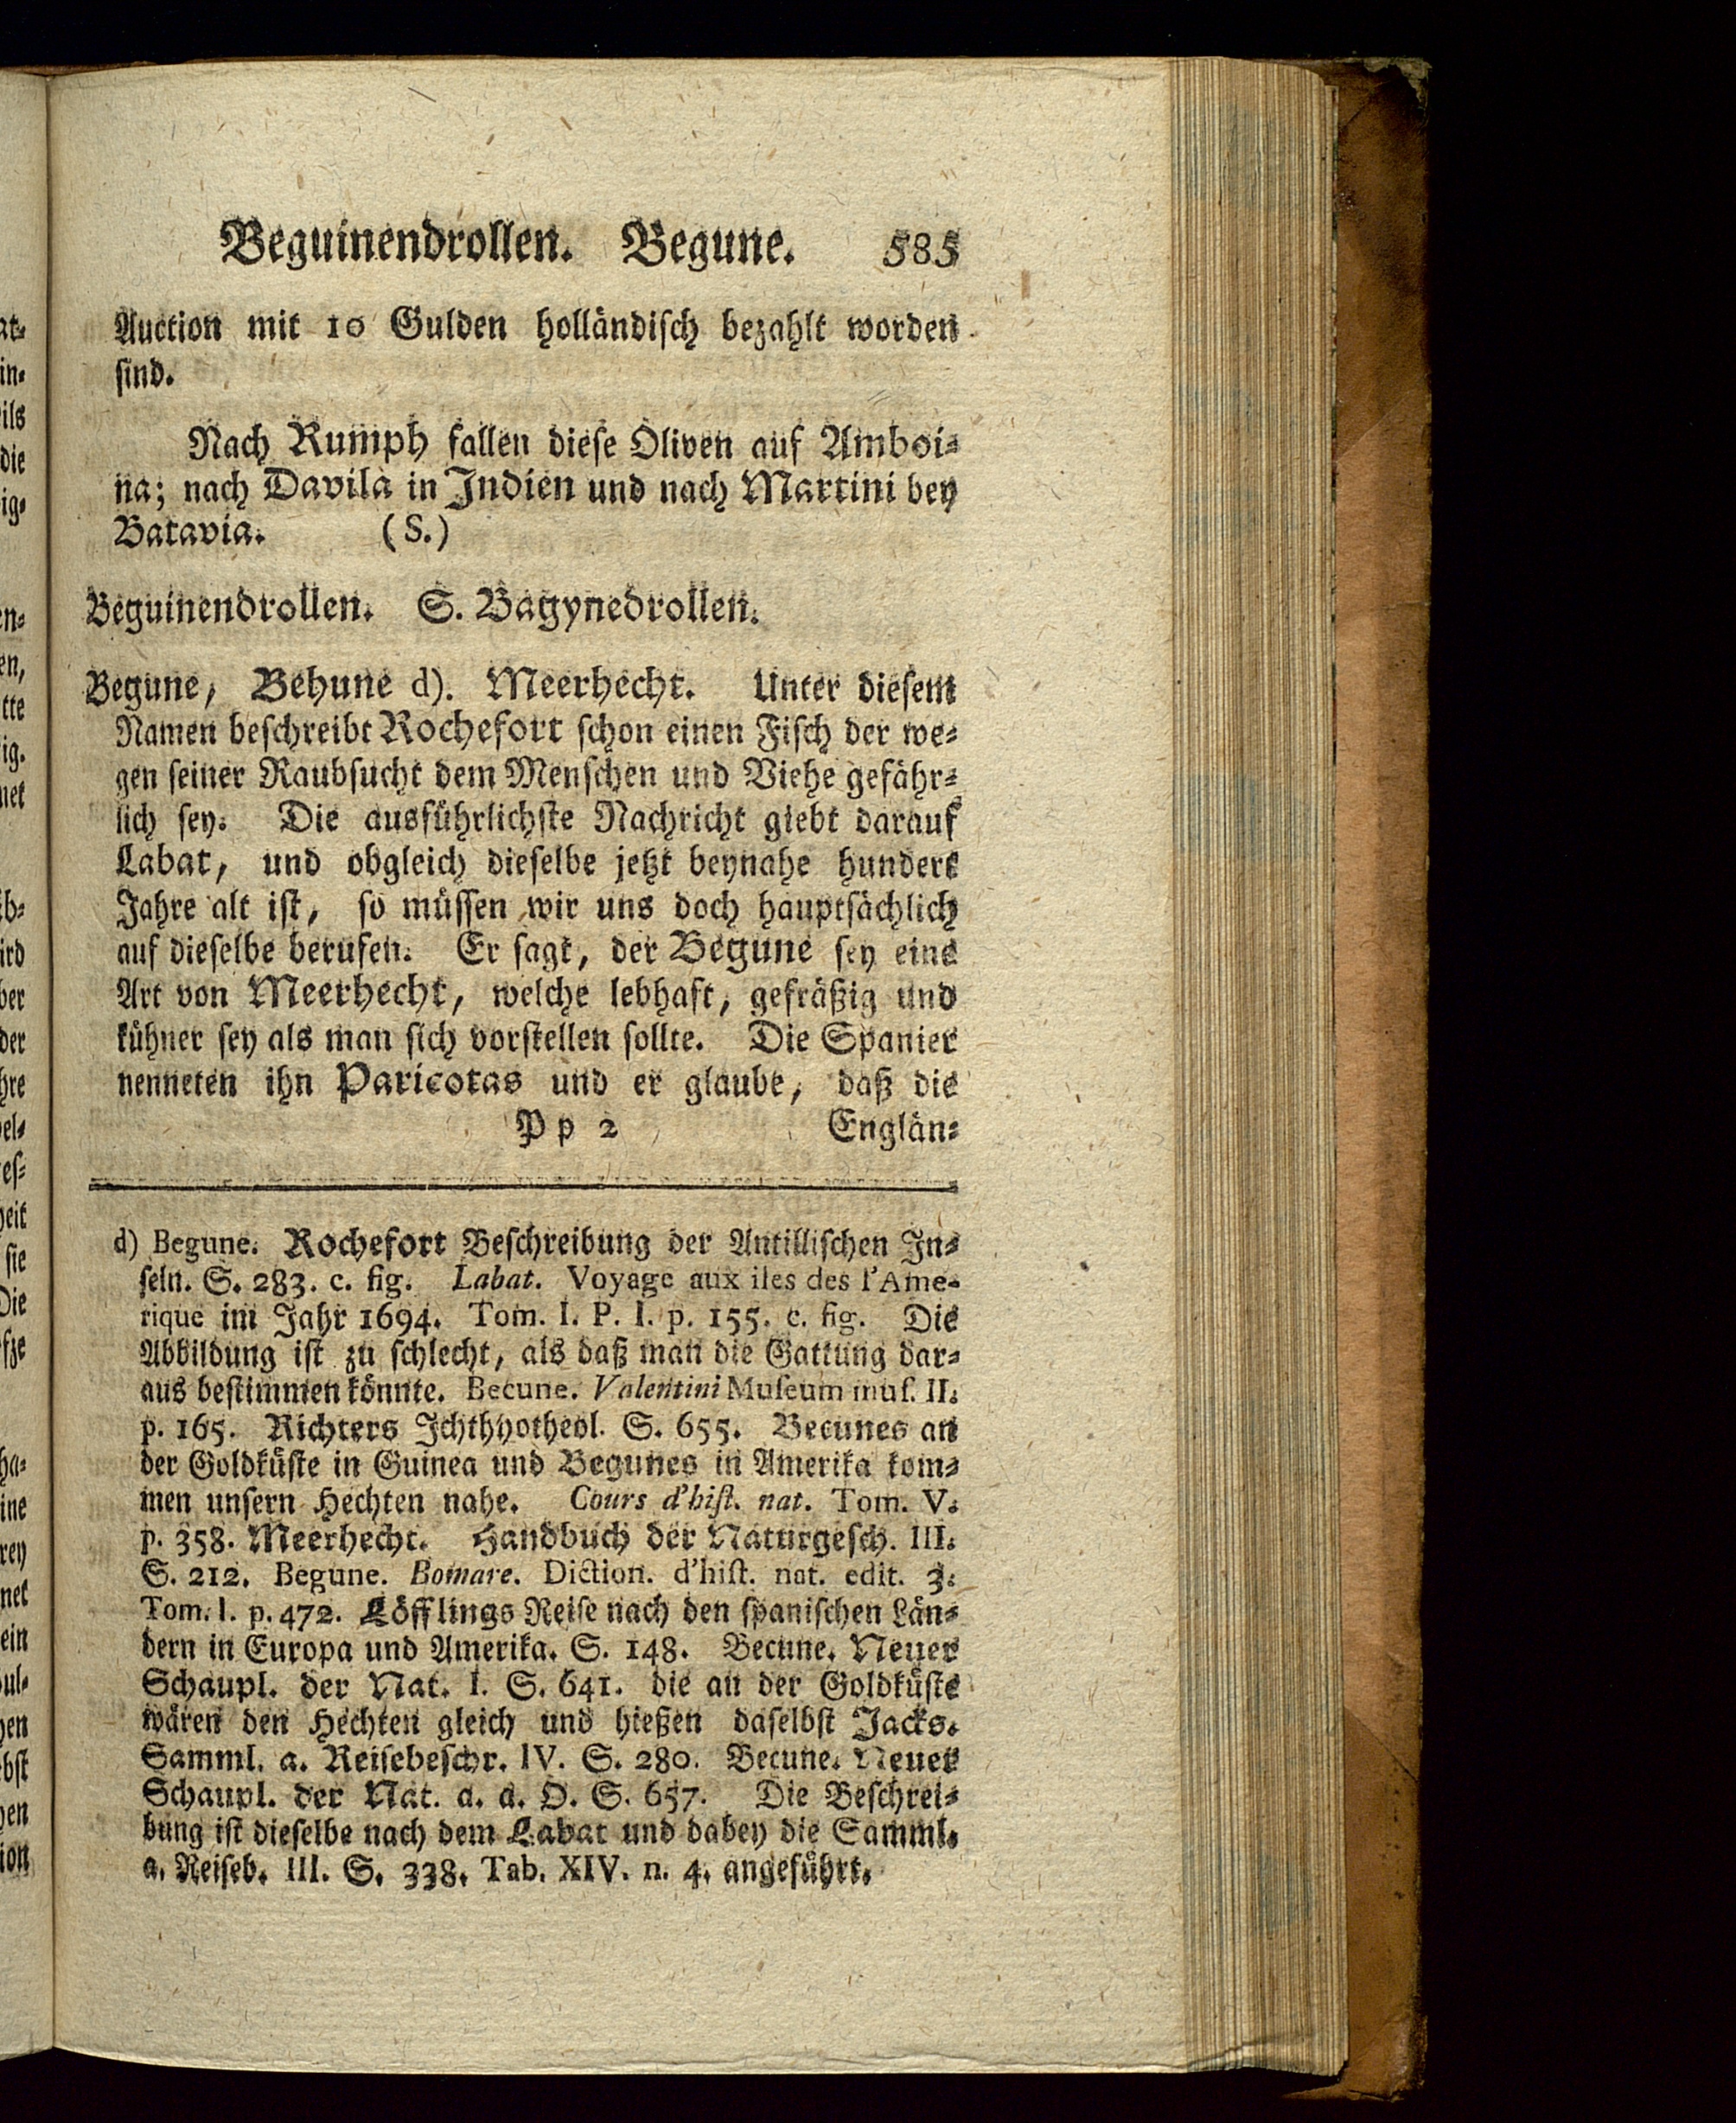 Beguinendrollen. Begune. 585
Auction mit 10 Gulden holländisch bezahlt worden
sind.
Nach Rumph fallen diese Oliven auf Amboi-
na; nach Davila in Indien und nach Martini bey
Batavia. (S.)
Beguinendrollen. S. Bagynedrollen.
Begune, Behune d). Meerhecht. Unter diesem
Namen beschreibt Rochefort schon einen Fisch der we-
gen seiner Raubsucht dem Menschen und Viehe gefähr-
lich sey. Die ausführlichste Nachricht giebt darauf
Labat, und obgleich dieselbe jetzt beynahe hundert
Jahre alt ist, so müssen wir uns doch hauptsächlich
auf dieselbe berufen. Er sagt, der Begune sey eine
Art von Meerhecht, welche lebhaft, gefräßig und
kühner sey als man sich vorstellen sollte. Die Spanier
nenneten ihn Paricotas und er glaube, daß die
P p 2 Englän-
d) Begune. Rochefort Beschreibung der Antillischen In-
seln. S. 283. c. fig. Labat. Voyage aux iles des l'Ame-
rique im Jahr 1694. Tom. I. P. I. p. 155. c. fig. Die
Abbildung ist zu schlecht, als daß man die Gattung dar-
aus bestimmen könnte. Becune. Valentini Museum mus. II.
p. 165. Richters Ichthyotheol. S. 655. Becunes an
der Goldküste in Guinea und Begunes in Amerika kom-
men unsern Hechten nahe. Cours d'hist. nat. Tom. V.
p. 358. Meerhecht. Handbuch der Naturgesch. III.
S. 212. Begune. Bomare. Diction. d'hist. nat. edit. 3.
Tom. I. p. 472. Löfflings Reise nach den spanischen Län-
dern in Europa und Amerika. S. 148. Becune. Neuer
Schaupl. der Nat. I. S. 641. die an der Goldküste
wären den Hechten gleich und hießen daselbst Jacks.
Samml. a. Reisebeschr. IV. S. 280. Becune. Neuer
Schaupl. der Nat. a. a. O. S. 657. Die Beschrei-
bung ist dieselbe nach dem Labat und dabey die Samml.
a. Reiseb. III. S. 338. Tab. XIV. n. 4. angeführt.